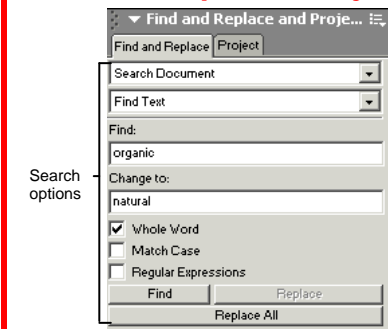 Find and Replace and Proje...
Find and Replace Project
Search Document
Find Text
Find:
organic
Search options
Change to:
natural
Whole Word
Match Case
Regular Expressions
Find Replace
Replace All